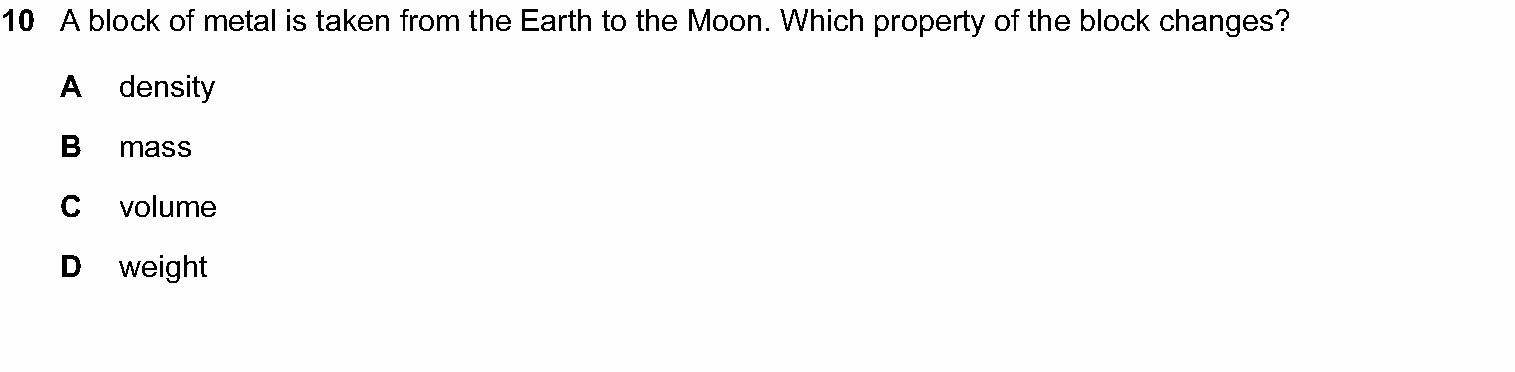 10 A block of metal is taken from the Earth to the Moon. Which property of the block changes?
A density
B mass
C volume
D weight